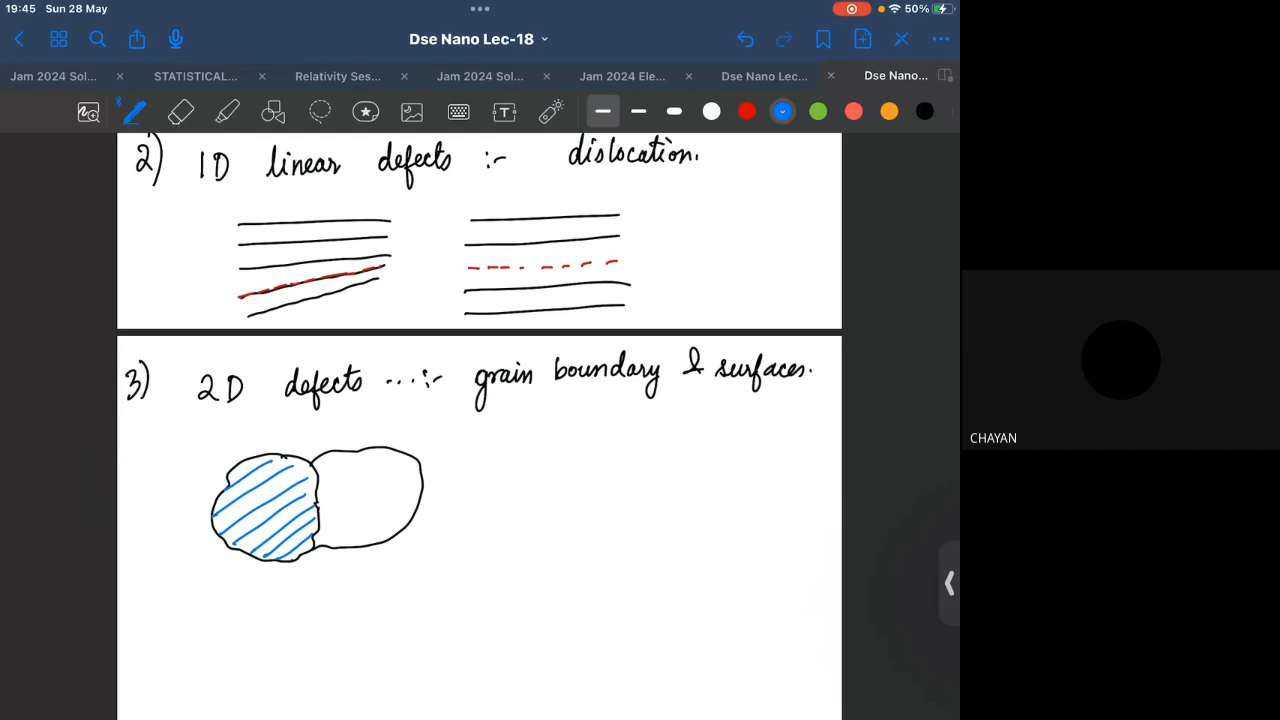 19:45 Sun 28 May
50%
Dse Nano Lec-18
Jam 2024 Sol...
STATISTICAL...
Relativity Ses...
Jam 2024 Sol...
Jam 2024 Ele...
Dse Nano Lec...
Dse Nano...
T
2) 1D linear defects :- dislocation.
3) 2D defects ...:- grain boundary & surfaces.
CHAYAN